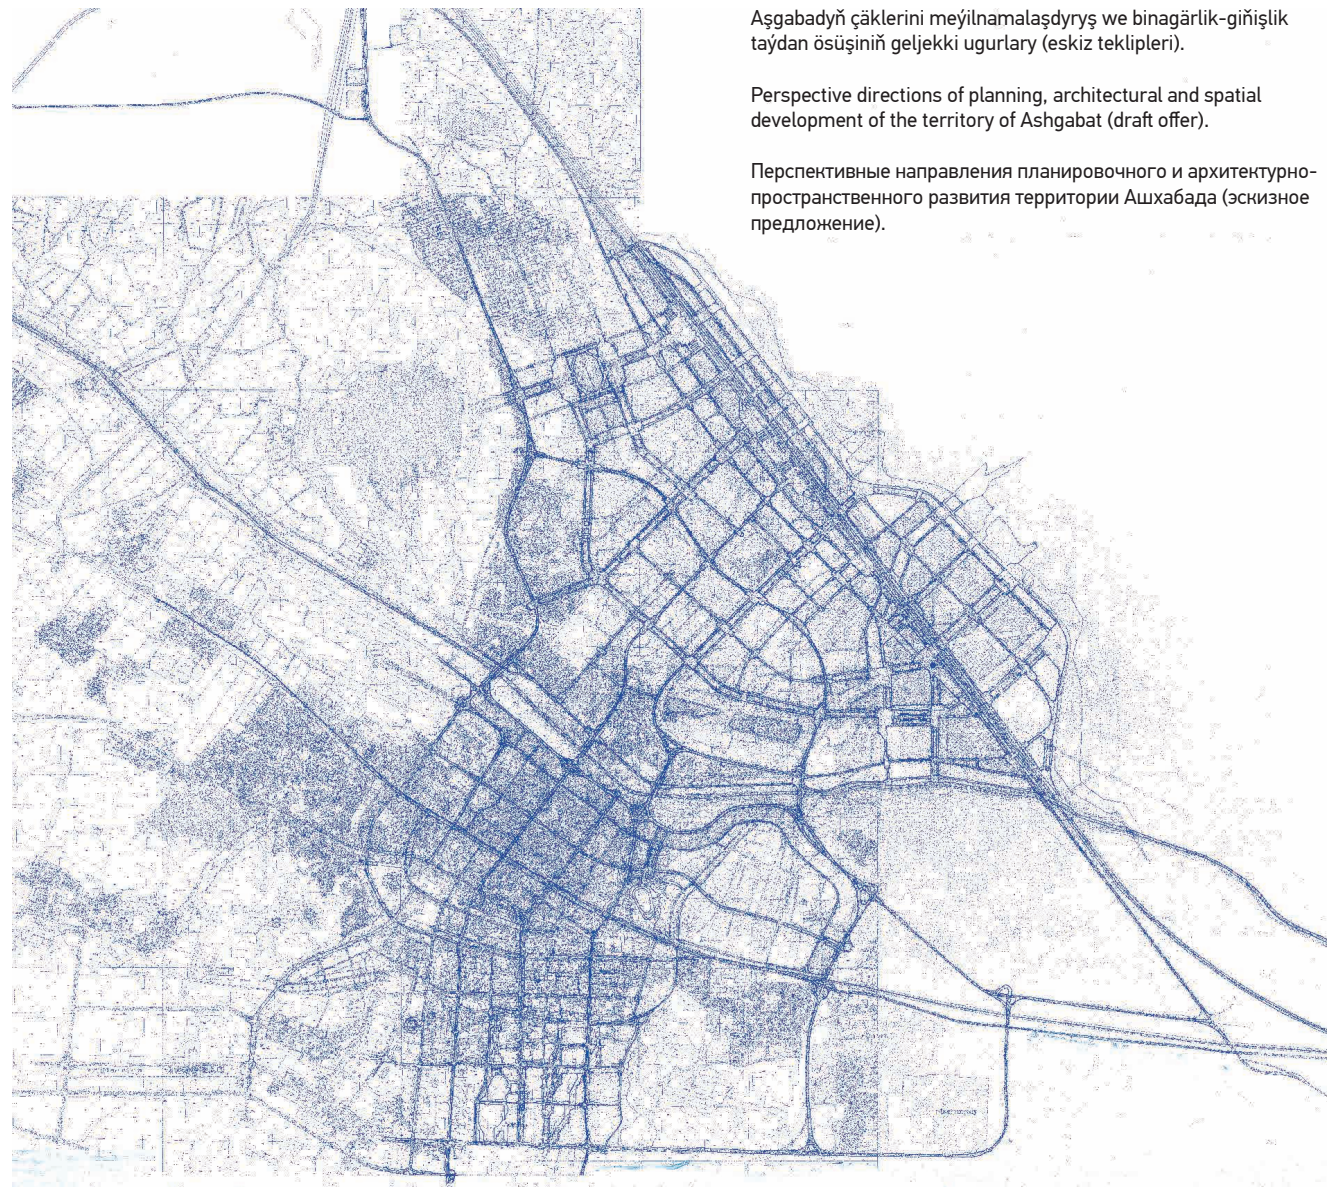 Aşgabadyň çäklerini meýilnamalaşdyryş we binagärlik-giňişlik
taýdan ösüşiniň geljekki ugurlary (eskiz teklipleri).
Perspective directions of planning, architectural and spatial
development of the territory of Ashgabat (draft offer).
Перспективные направления планировочного и архитектурно-
пространственного развития территории Ашхабада (эскизное
предложение).